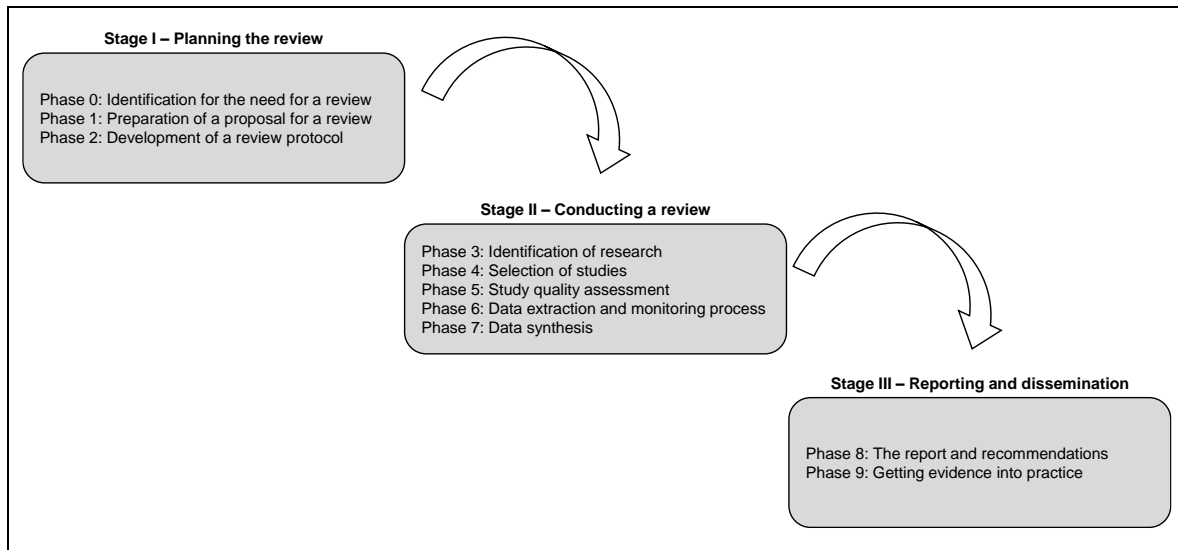 Stage I – Planning the review
Phase 0: Identification for the need for a review
Phase 1: Preparation of a proposal for a review
Phase 2: Development of a review protocol
Stage II – Conducting a review
Phase 3: Identification of research
Phase 4: Selection of studies
Phase 5: Study quality assessment
Phase 6: Data extraction and monitoring process
Phase 7: Data synthesis
Stage III – Reporting and dissemination
Phase 8: The report and recommendations
Phase 9: Getting evidence into practice